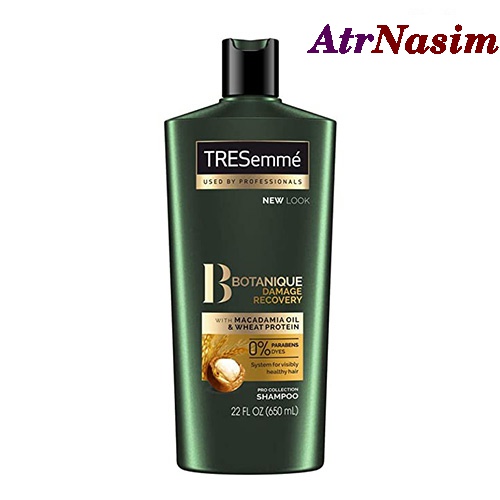 AtrNasim
TRESemmé
USED BY PROFESSIONALS
NEW LOOK
B BOTANIQUE
DAMAGE
RECOVERY
WITH MACADAMIA OIL
& WHEAT PROTEIN
0% PARABENS
DYES
System for visibly
healthy hair
PRO COLLECTION
SHAMPOO
22 FL OZ (650 mL)